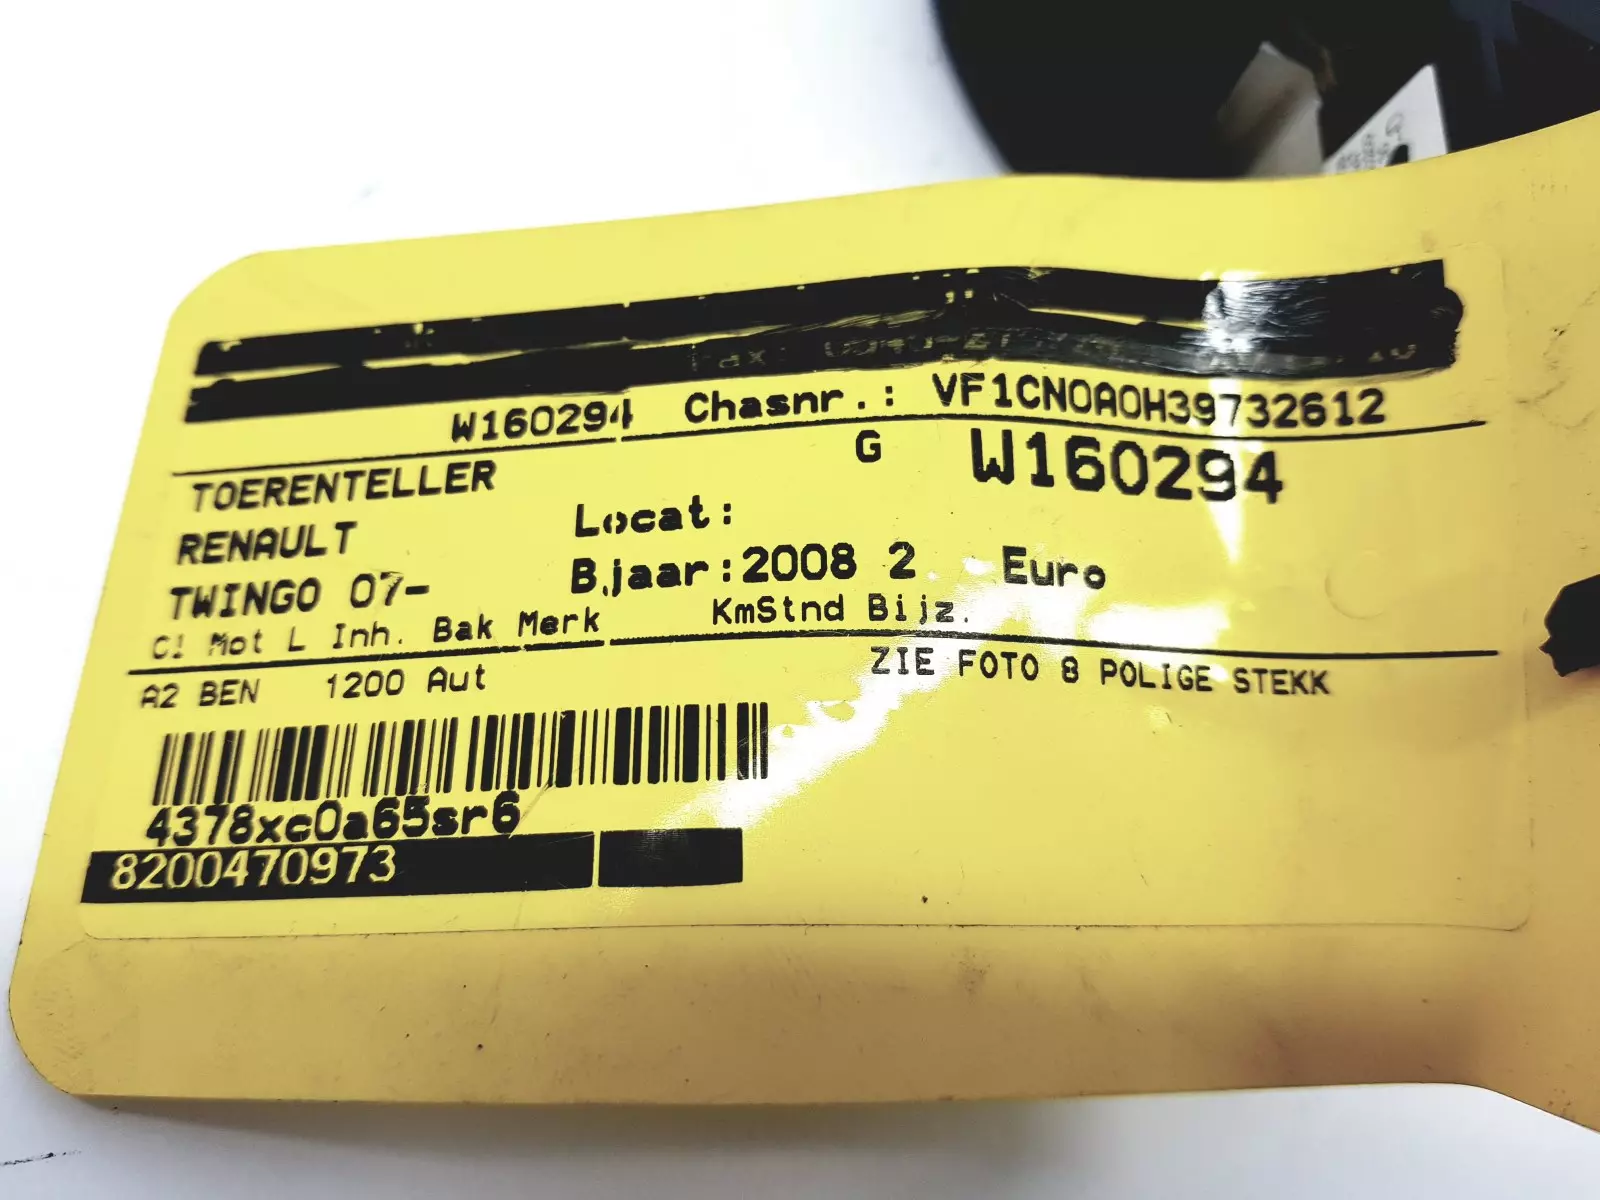 W160294 Chasnr.: VF1CN0A0H39732612
TOERENTELLER G W160294
RENAULT Locat:
TWINGO 07- Bjaar:2008 2 Euro
Cl Mot L Inh. Bak Merk KmStnd Bijz.
A2 BEN 1200 Aut ZIE FOTO 8 POLIGE STEKK
4378xc0a65sr6
8200470973